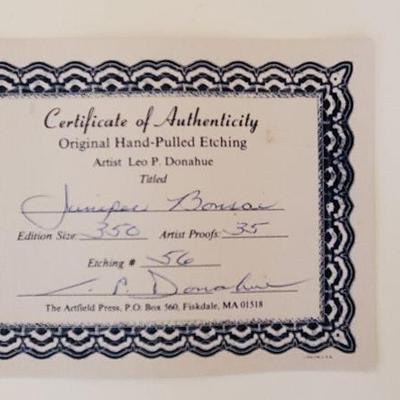 Certificate of Authenticity
Original Hand-Pulled Etching
Artist Leo P. Donahue
Titled
Juniper Bonsai
Edition Size: 350 Artist Proofs: 35
Etching # 56
L. P. Donahue
The Artfield Press, P.O. Box 560, Fiskdale, MA 01518